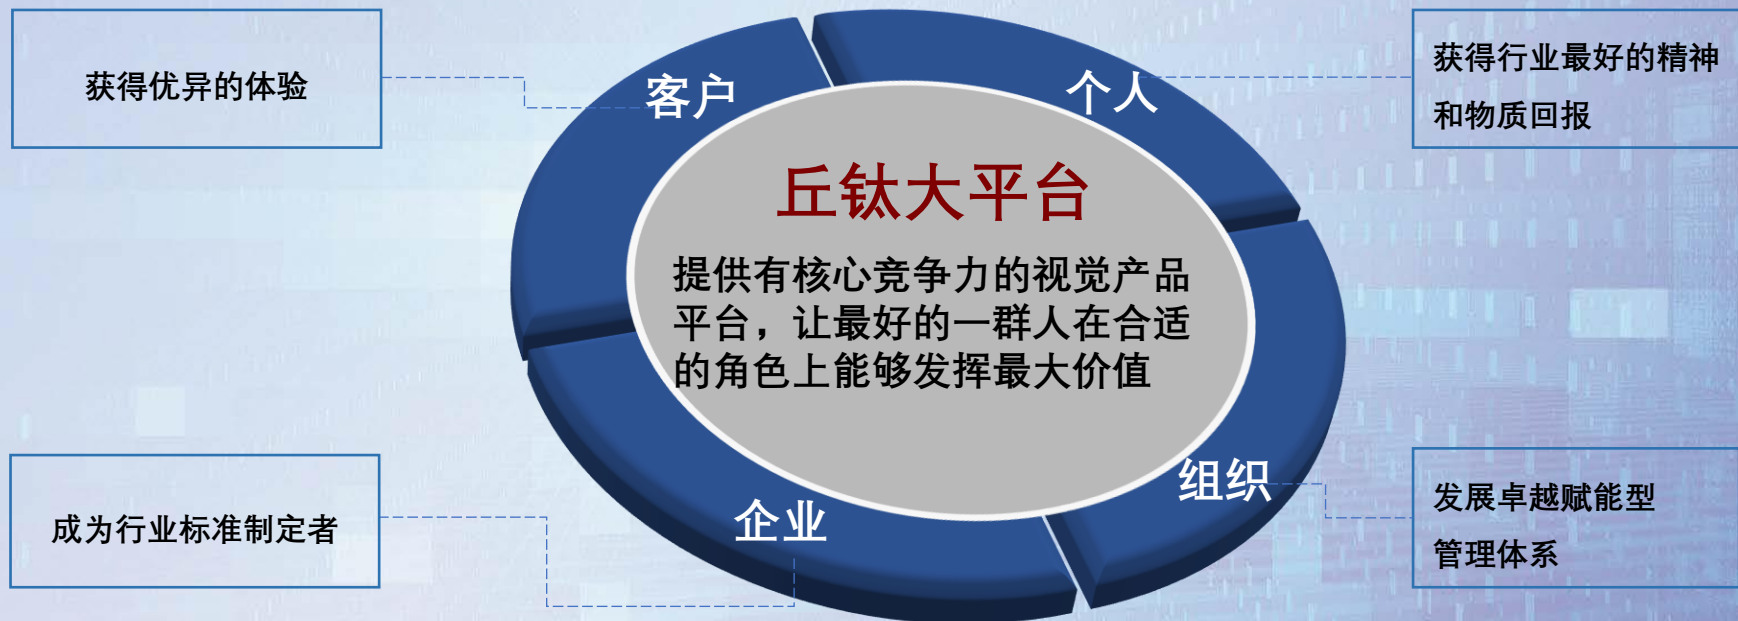 获得优异的体验
客户
个人
获得行业最好的精神
和物质回报
丘钛大平台
提供有核心竞争力的视觉产品
平台，让最好的一群人在合适
的角色上能够发挥最大价值
成为行业标准制定者
企业
组织
发展卓越赋能型
管理体系